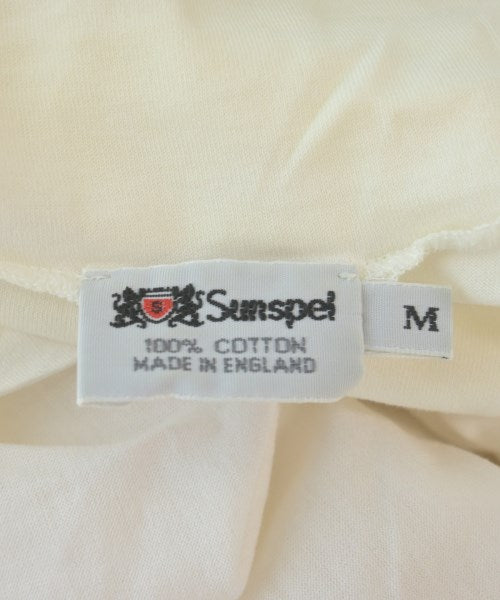 S Sunspel
100% COTTON
MADE IN ENGLAND
M